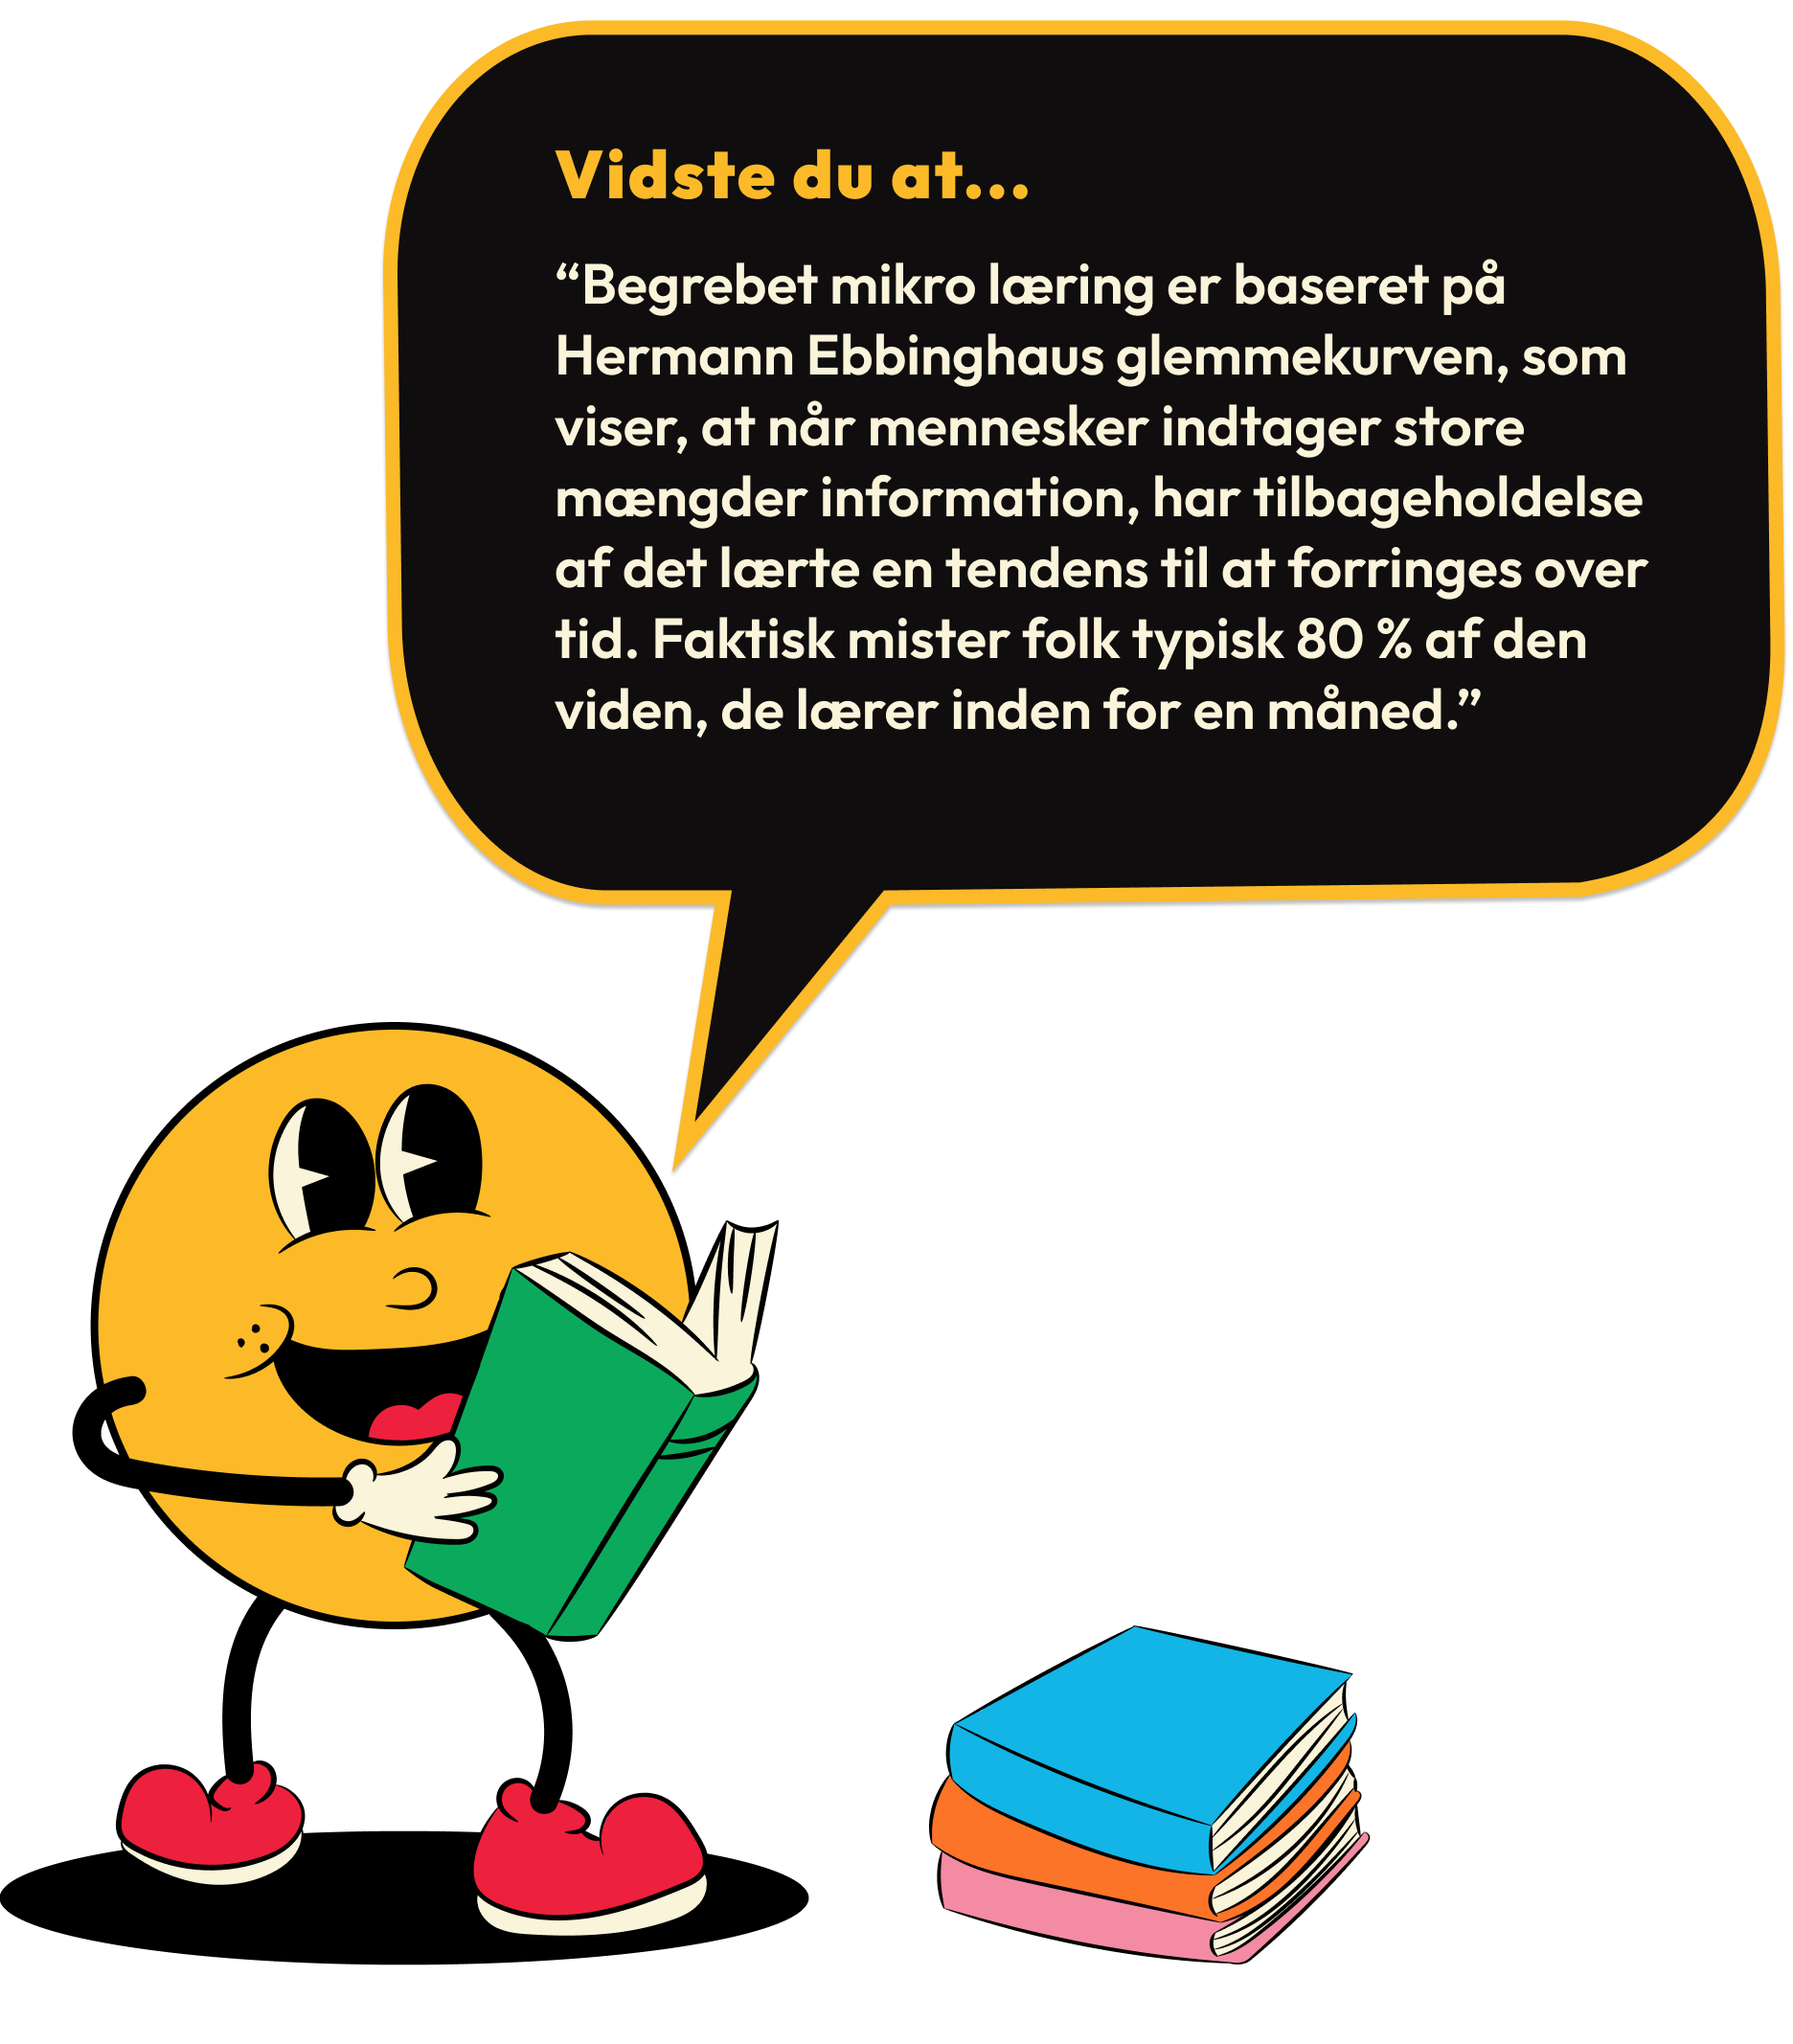 Vidste du at...
“Begrebet mikro læring er baseret på
Hermann Ebbinghaus glemmekurven, som
viser, at når mennesker indtager store
mængder information, har tilbageholdelse
af det lærte en tendens til at forringes over
tid. Faktisk mister folk typisk 80 % af den
viden, de lærer inden for en måned.”